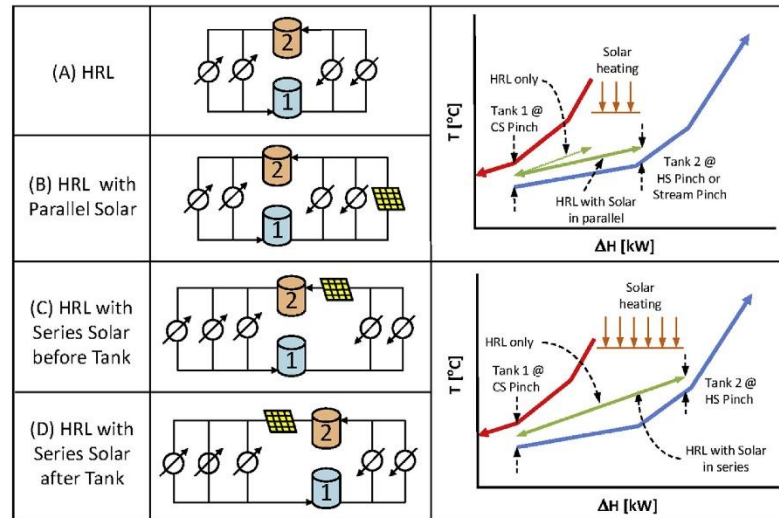 (A) HRL
2
1
(B) HRL with
Parallel Solar
2
1
(C) HRL with
Series Solar
before Tank
2
1
(D) HRL with
Series Solar
after Tank
2
1
T [°C]
HRL only
Tank 1 @
CS Pinch
Solar
heating
Tank 2 @
HS Pinch or
Stream Pinch
HRL with Solar
in parallel
ΔH [kW]
T [°C]
HRL only
Tank 1 @
CS Pinch
Solar
heating
Tank 2 @
HS Pinch
HRL with Solar
in series
ΔH [kW]